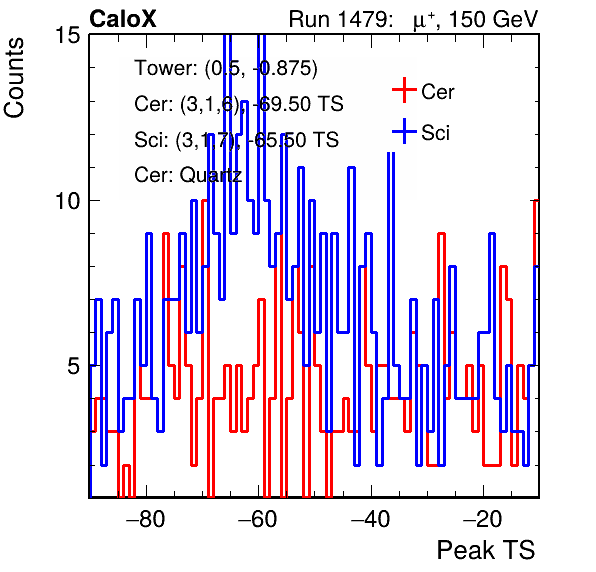 CaloX Run 1479: μ⁺, 150 GeV
Counts
15
10
5
Tower: (0.5, -0.875)
Cer: (3,1,6), -69.50 TS
Sci: (3,1,7), -65.50 TS
Cer: Quartz
Cer
Sci
−80 −60 −40 −20
Peak TS